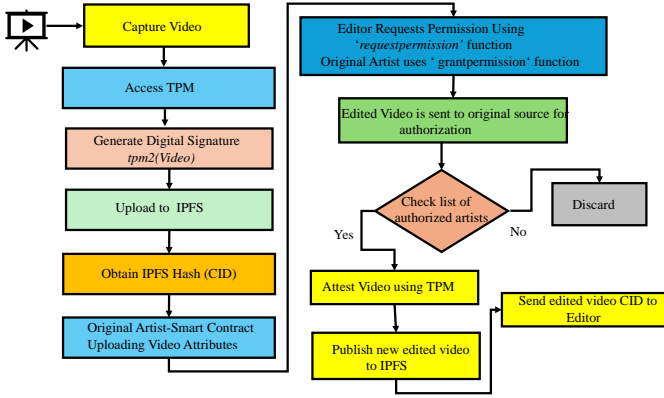 Capture Video
Access TPM
Generate Digital Signature
tpm2(Video)
Upload to IPFS
Obtain IPFS Hash (CID)
Original Artist-Smart Contract
Uploading Video Attributes
Editor Requests Permission Using
‘requestpermission’ function
Original Artist uses ‘ grantpermission‘ function
Edited Video is sent to original source for
authorization
Check list of
authorized artists
Yes
No
Discard
Attest Video using TPM
Publish new edited video
to IPFS
Send edited video CID to
Editor